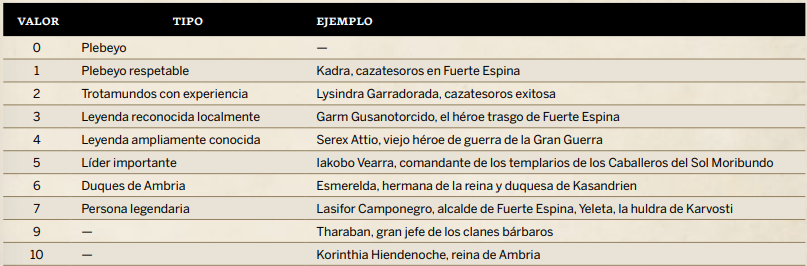 VALOR TIPO EJEMPLO
0 Plebeyo —
1 Plebeyo respetable Kadra, cazatesoros en Fuerte Espina
2 Trotamundos con experiencia Lysindra Garradorada, cazatesoros exitosa
3 Leyenda reconocida localmente Garm Gusanotorcido, el héroe trasgo de Fuerte Espina
4 Leyenda ampliamente conocida Serex Attio, viejo héroe de guerra de la Gran Guerra
5 Líder importante Iakobo Vearra, comandante de los templarios de los Caballeros del Sol Moribundo
6 Duques de Ambria Esmerelda, hermana de la reina y duquesa de Kasandrien
7 Persona legendaria Lasifor Camponegro, alcalde de Fuerte Espina, Yeleta, la huldra de Karvosti
9 — Tharaban, gran jefe de los clanes bárbaros
10 — Korinthia Hiendenoche, reina de Ambria